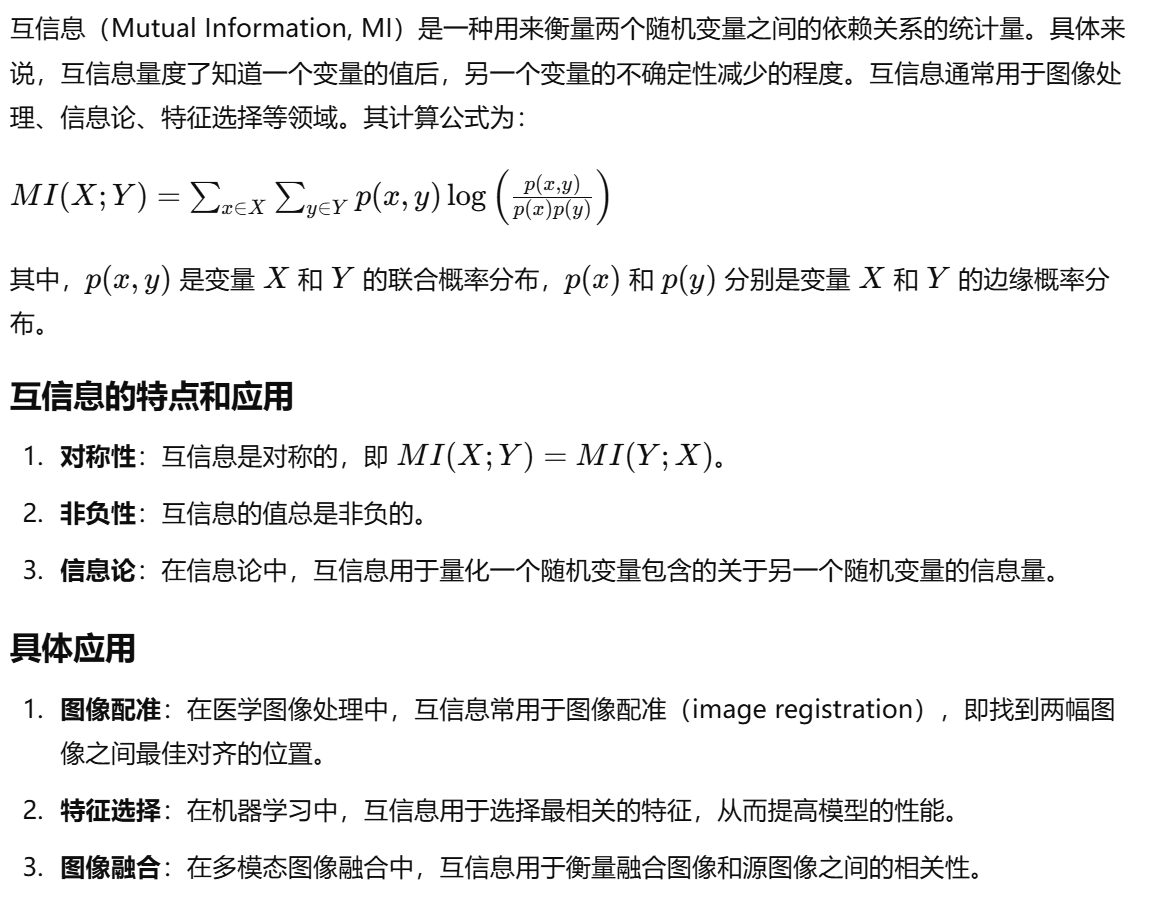 互信息（Mutual Information, MI）是一种用来衡量两个随机变量之间的依赖关系的统计量。具体来
说，互信息量度了知道一个变量的值后，另一个变量的不确定性减少的程度。互信息通常用于图像处
理、信息论、特征选择等领域。其计算公式为：
MI(X; Y) = ∑_{x∈X} ∑_{y∈Y} p(x, y) log (p(x,y) / p(x)p(y))
其中，p(x, y) 是变量 X 和 Y 的联合概率分布，p(x) 和 p(y) 分别是变量 X 和 Y 的边缘概率分
布。
互信息的特点和应用
1. 对称性：互信息是对称的，即 MI(X; Y) = MI(Y; X)。
2. 非负性：互信息的值总是非负的。
3. 信息论：在信息论中，互信息用于量化一个随机变量包含的关于另一个随机变量的信息量。
具体应用
1. 图像配准：在医学图像处理中，互信息常用于图像配准（image registration），即找到两幅图
像之间最佳对齐的位置。
2. 特征选择：在机器学习中，互信息用于选择最相关的特征，从而提高模型的性能。
3. 图像融合：在多模态图像融合中，互信息用于衡量融合图像和源图像之间的相关性。